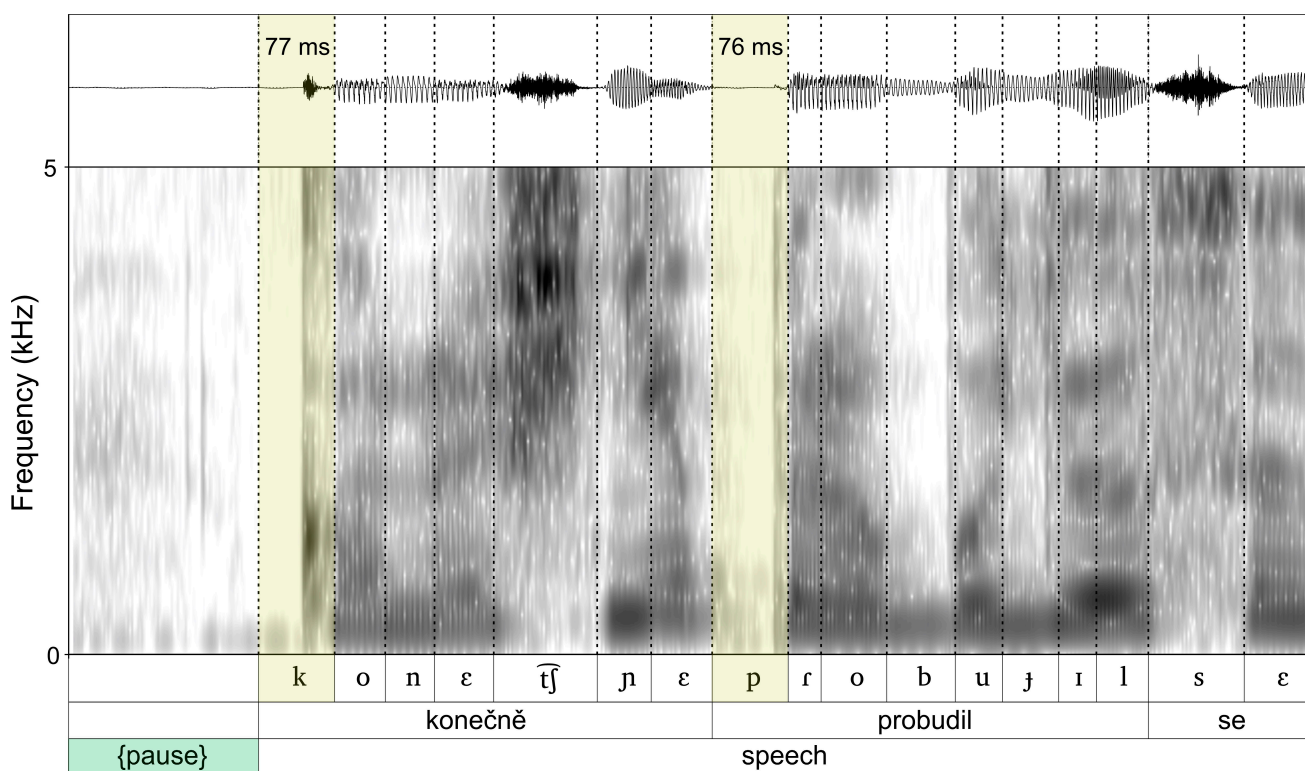 77 ms 76 ms
5
Frequency (kHz)
0
k o n ɛ t͡ʃ ɲ ɛ p ɾ o b u ɟ ɪ l s ɛ
konečně probudil se
{pause} speech